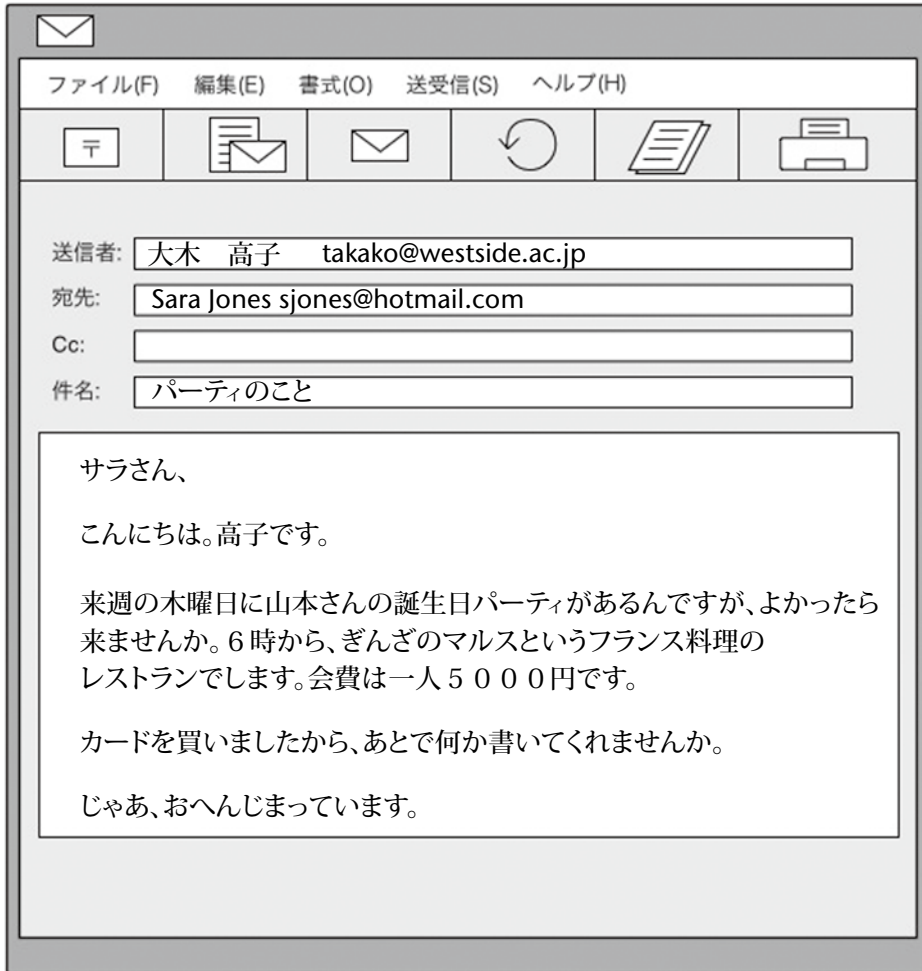 ファイル(F) 編集(E) 書式(O) 送受信(S) ヘルプ(H)
〒
送信者: 大木　高子 takako@westside.ac.jp
宛先: Sara Jones sjones@hotmail.com
Cc:
件名: パーティのこと
サラさん、
こんにちは。高子です。
来週の木曜日に山本さんの誕生日パーティがあるんですが、よかったら
来ませんか。６時から、ぎんざのマルスというフランス料理の
レストランでします。会費は一人５０００円です。
カードを買いましたから、あとで何か書いてくれませんか。
じゃあ、おへんじまっています。